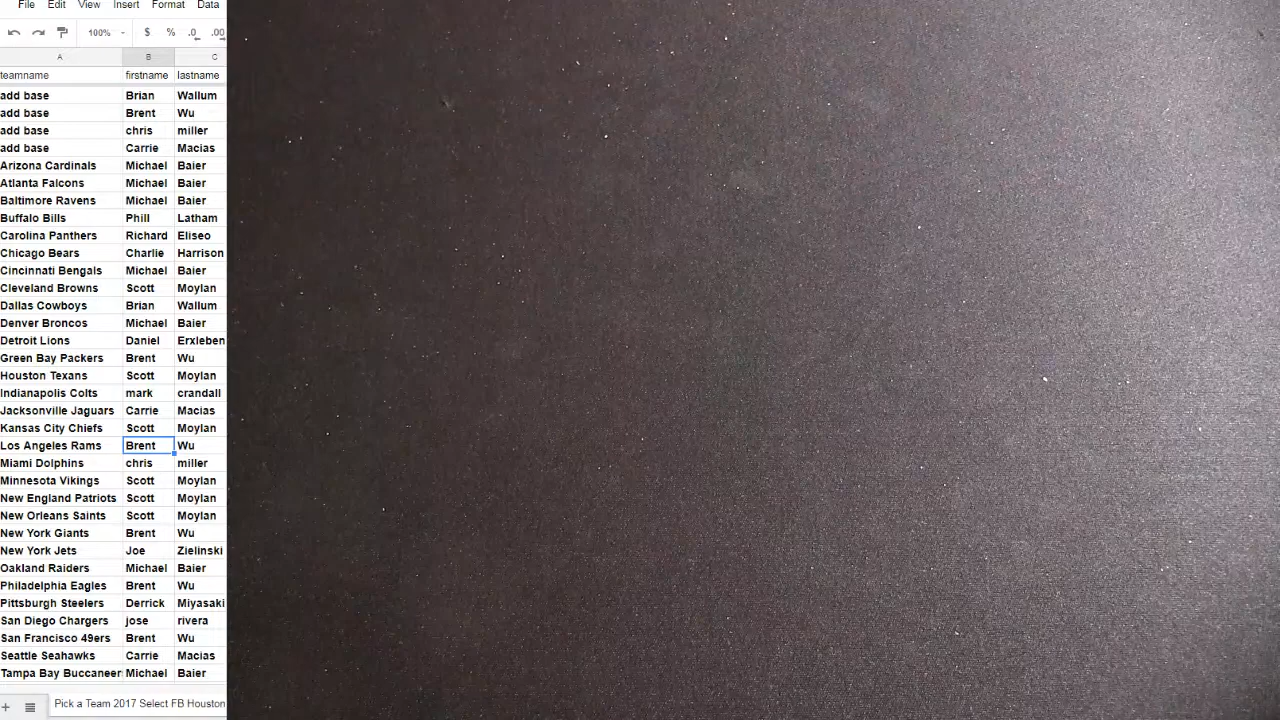 File Edit View Insert Format Data
100% $ % .0 .00
A B C
teamname firstname lastname
add base Brian Wallum
add base Brent Wu
add base chris miller
add base Carrie Macias
Arizona Cardinals Michael Baier
Atlanta Falcons Michael Baier
Baltimore Ravens Michael Baier
Buffalo Bills Phill Latham
Carolina Panthers Richard Eliseo
Chicago Bears Charlie Harrison
Cincinnati Bengals Michael Baier
Cleveland Browns Scott Moylan
Dallas Cowboys Brian Wallum
Denver Broncos Michael Baier
Detroit Lions Daniel Erxleben
Green Bay Packers Brent Wu
Houston Texans Scott Moylan
Indianapolis Colts mark crandall
Jacksonville Jaguars Carrie Macias
Kansas City Chiefs Scott Moylan
Los Angeles Rams Brent Wu
Miami Dolphins chris miller
Minnesota Vikings Scott Moylan
New England Patriots Scott Moylan
New Orleans Saints Scott Moylan
New York Giants Brent Wu
New York Jets Joe Zielinski
Oakland Raiders Michael Baier
Philadelphia Eagles Brent Wu
Pittsburgh Steelers Derrick Miyasaki
San Diego Chargers jose rivera
San Francisco 49ers Brent Wu
Seattle Seahawks Carrie Macias
Tampa Bay Buccaneer Michael Baier
Pick a Team 2017 Select FB Houston